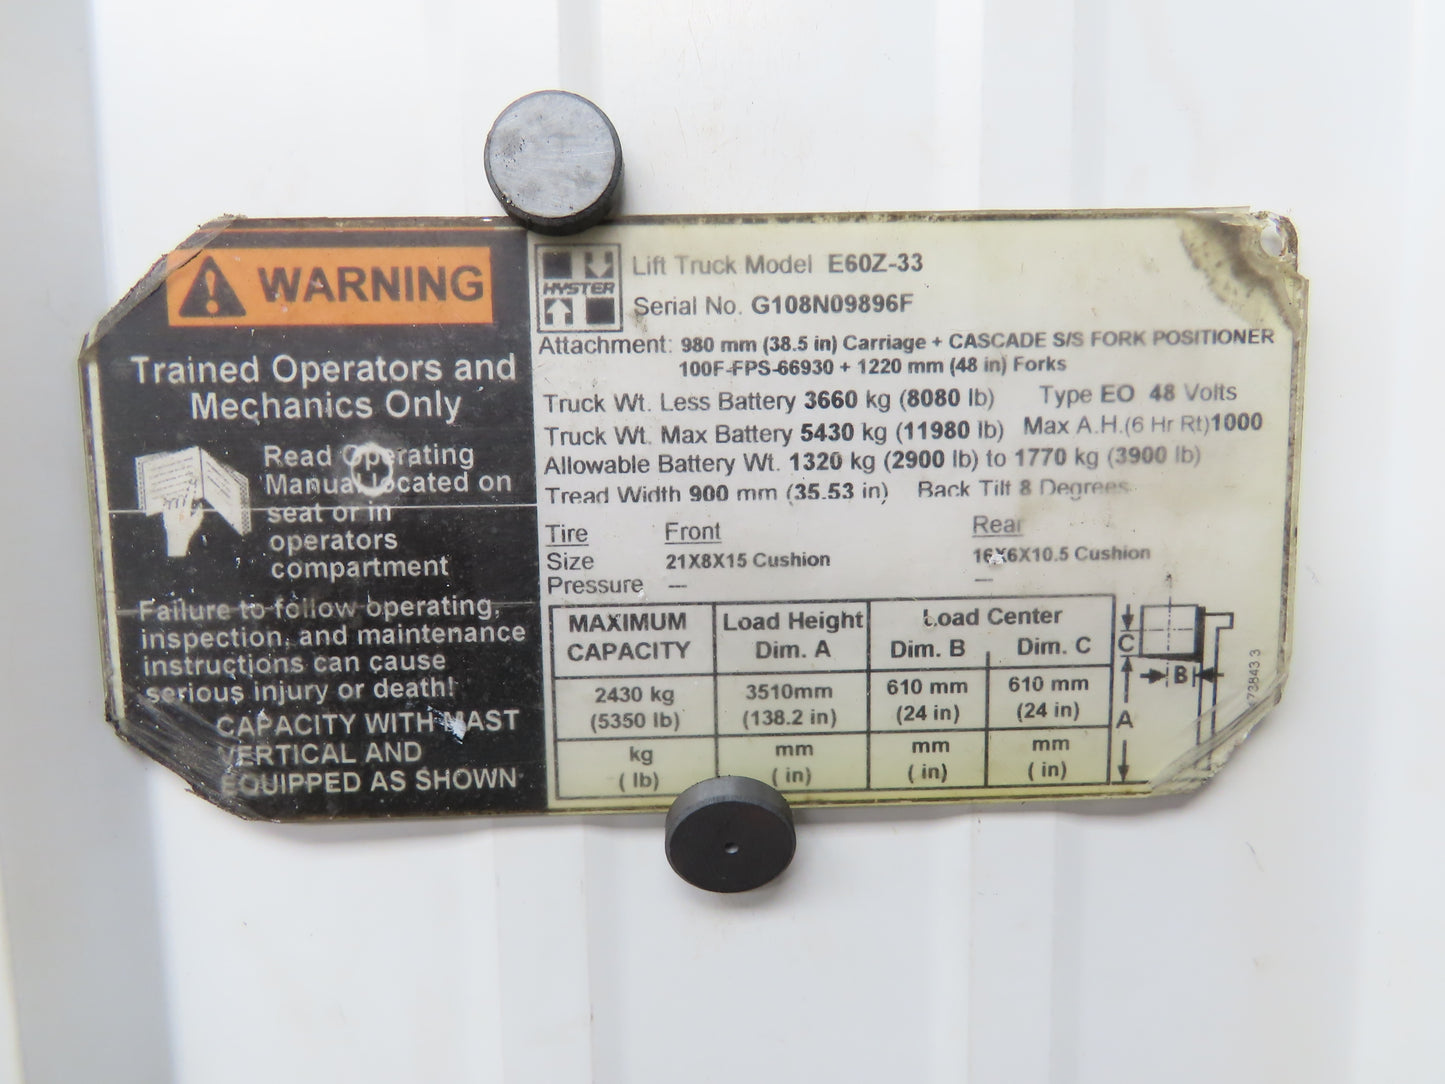 WARNING
Trained Operators and
Mechanics Only
Read Operating
Manual located on
seat or in
operators
compartment
Failure to follow operating,
inspection, and maintenance
instructions can cause
serious injury or death!
CAPACITY WITH MAST
VERTICAL AND
EQUIPPED AS SHOWN
HYSTER
Lift Truck Model E60Z-33
Serial No. G108N09896F
Attachment: 980 mm (38.5 in) Carriage + CASCADE S/S FORK POSITIONER
100F-FPS-66930 + 1220 mm (48 in) Forks
Truck Wt. Less Battery 3660 kg (8080 lb) Type EO 48 Volts
Truck Wt. Max Battery 5430 kg (11980 lb) Max A.H.(6 Hr Rt)1000
Allowable Battery Wt. 1320 kg (2900 lb) to 1770 kg (3900 lb)
Tread Width 900 mm (35.53 in) Back Tilt 8 Degrees
Tire Front Rear
Size 21X8X15 Cushion 16X6X10.5 Cushion
Pressure — —
MAXIMUM Load Height Load Center
CAPACITY Dim. A Dim. B Dim. C
2430 kg 3510mm 610 mm 610 mm
(5350 lb) (138.2 in) (24 in) (24 in)
kg mm mm mm
( lb) ( in) ( in) ( in)
C
B
A